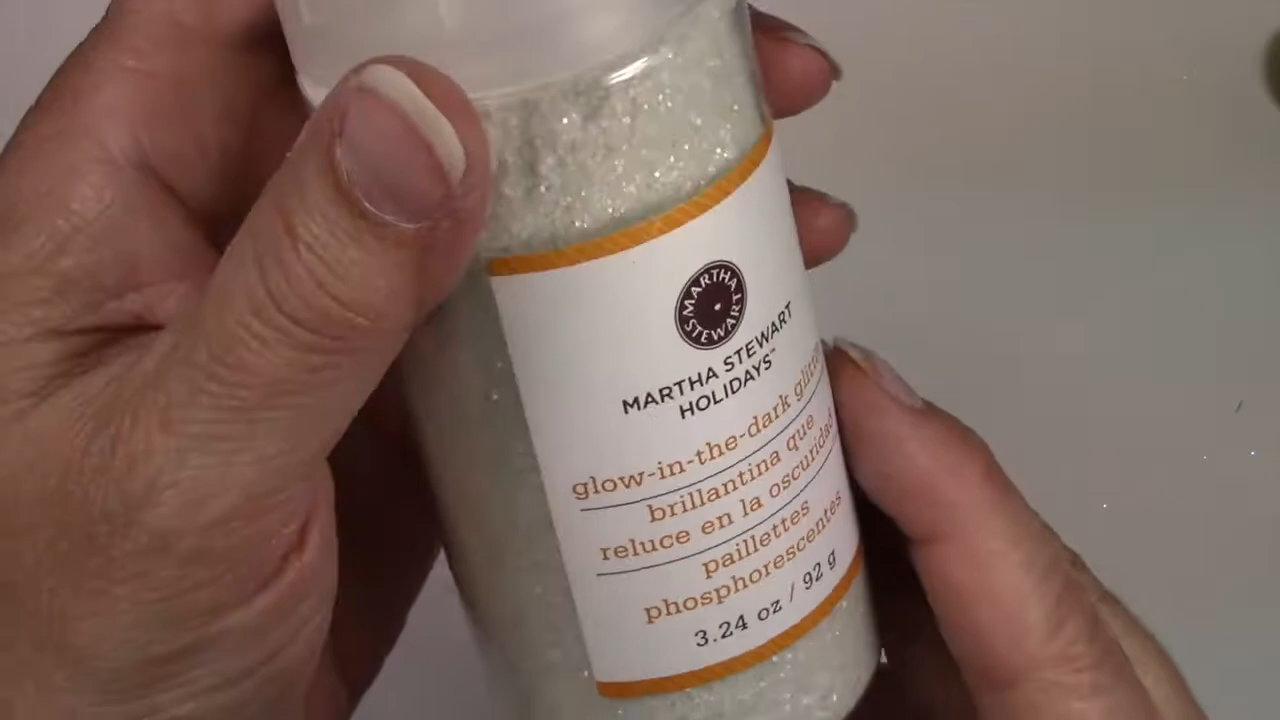 MARTHA
STEWART
MARTHA STEWART
HOLIDAYS™
glow-in-the-dark glitter
brillantina que
reluce en la oscuridad
paillettes
phosphorescentes
3.24 oz / 92 g